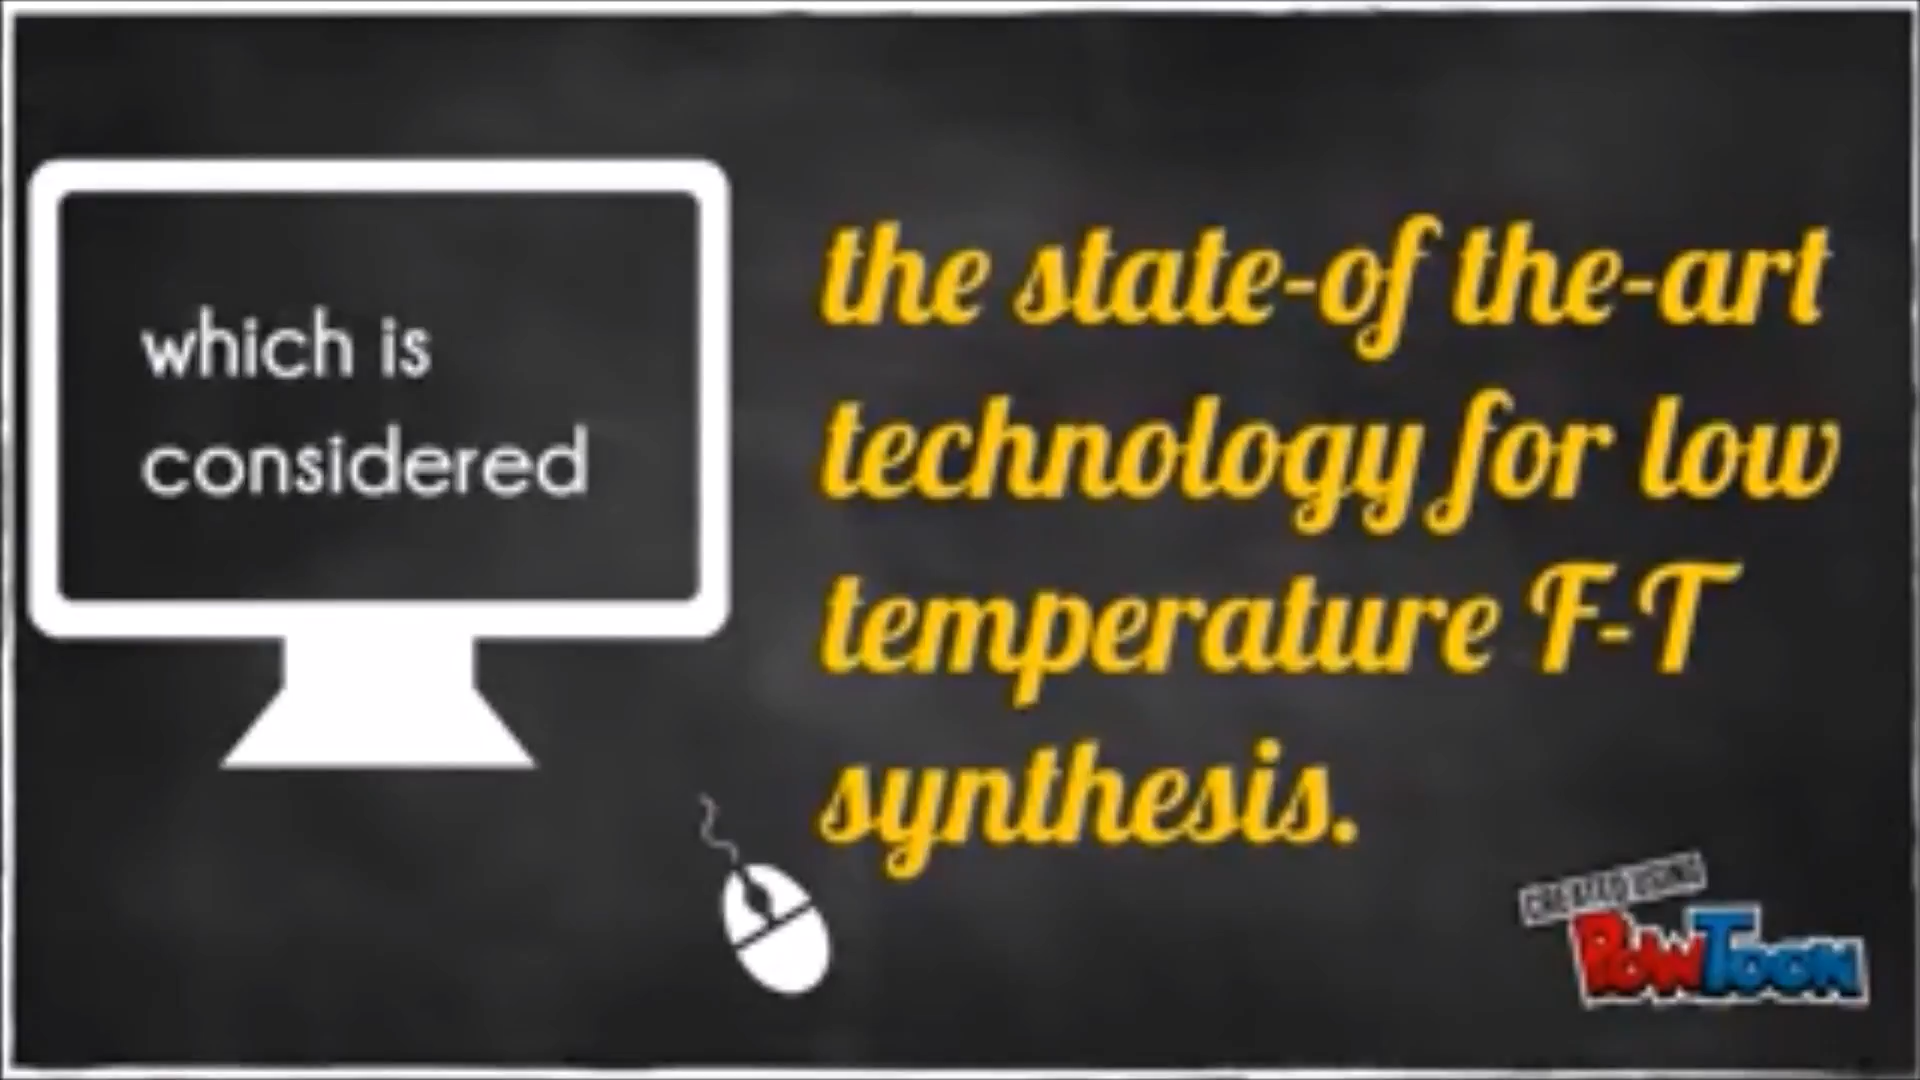 which is
considered
the state-of the-art
technology for low
temperature F-T
synthesis.
CREATED USING
POWTOON